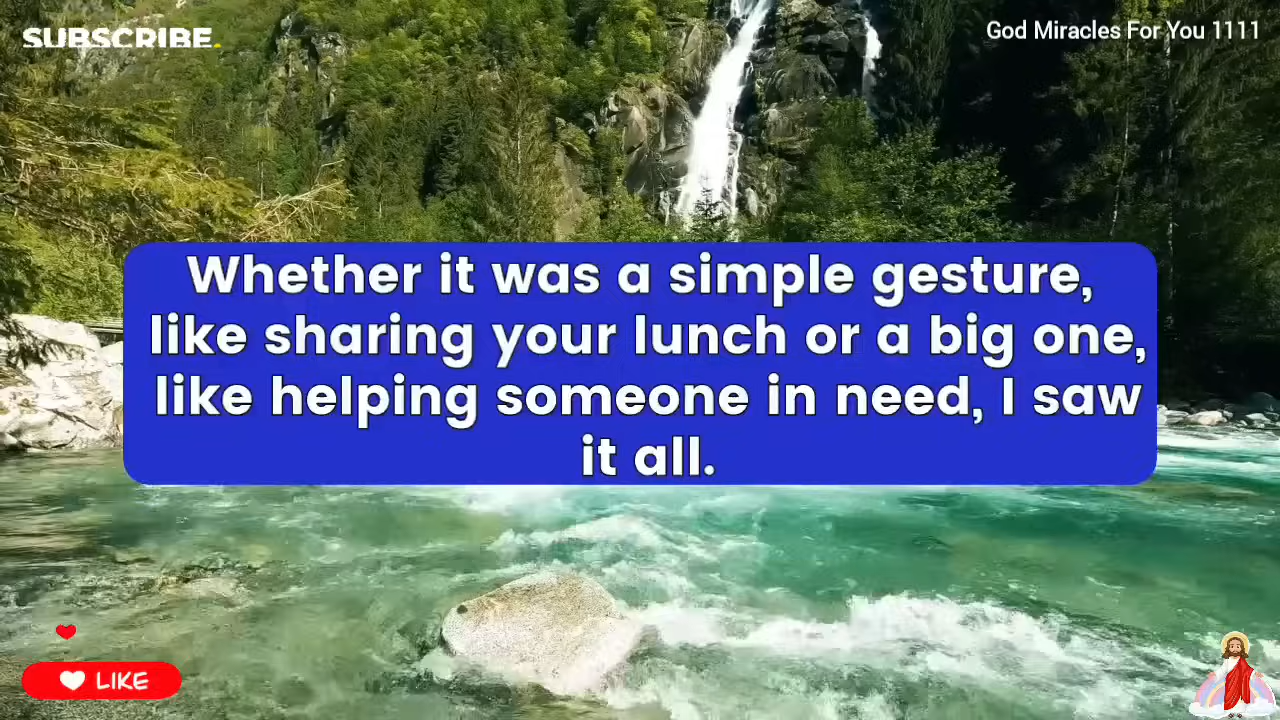 SUBSCRIBE.
God Miracles For You 1111
Whether it was a simple gesture,
like sharing your lunch or a big one,
like helping someone in need, I saw
it all.
LIKE